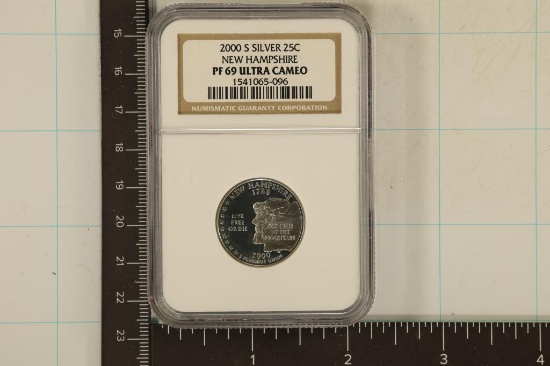 2000 S SILVER 25C
NEW HAMPSHIRE
PF 69 ULTRA CAMEO
1541065-096
NUMISMATIC GUARANTY CORPORATION
NEW HAMPSHIRE
1788
LIVE
FREE
OR DIE
OLD MAN
OF THE
MOUNTAIN
2000
E PLURIBUS UNUM
15
16
17
18
19
20
21
22
23
1
2
3
4